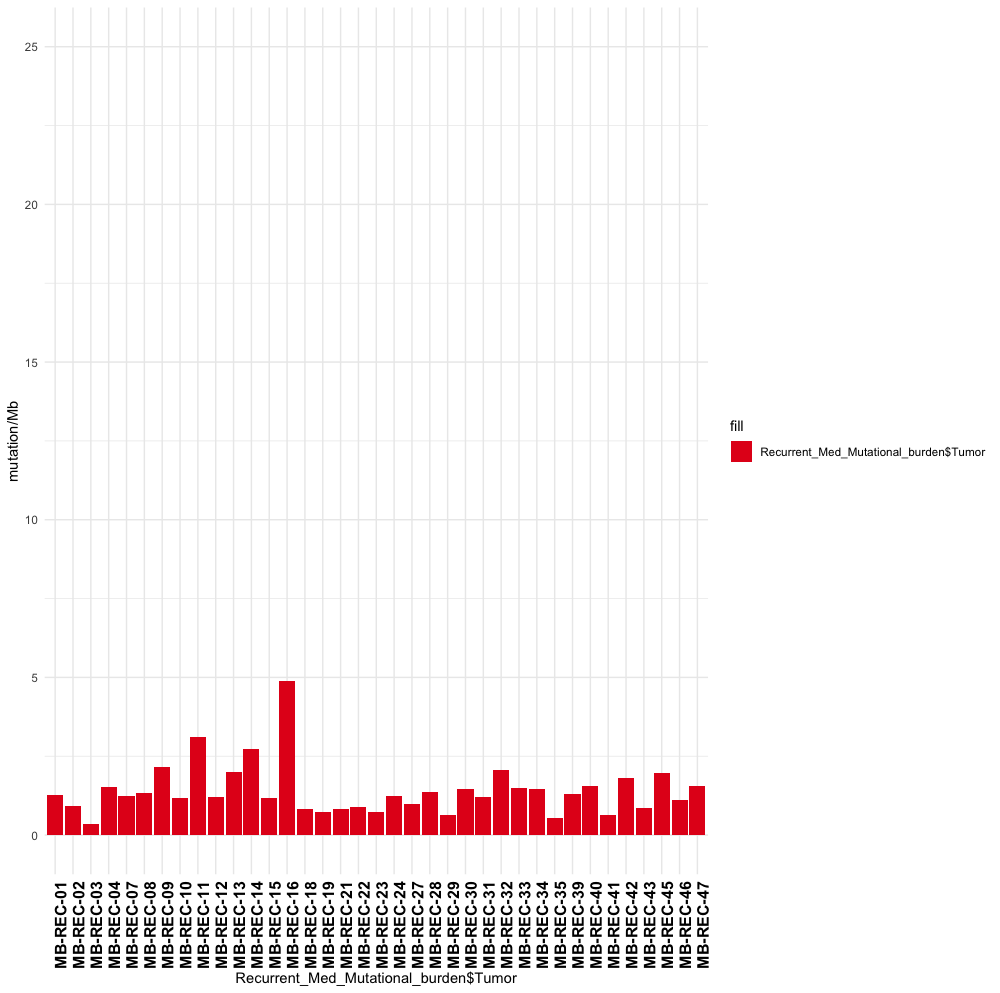 25
20
15
10
5
0
mutation/Mb
MB-REC-01
MB-REC-02
MB-REC-03
MB-REC-04
MB-REC-07
MB-REC-08
MB-REC-09
MB-REC-10
MB-REC-11
MB-REC-12
MB-REC-13
MB-REC-14
MB-REC-15
MB-REC-16
MB-REC-18
MB-REC-19
MB-REC-21
MB-REC-22
MB-REC-23
MB-REC-24
MB-REC-27
MB-REC-28
MB-REC-29
MB-REC-30
MB-REC-31
MB-REC-32
MB-REC-33
MB-REC-34
MB-REC-35
MB-REC-39
MB-REC-40
MB-REC-41
MB-REC-42
MB-REC-43
MB-REC-45
MB-REC-46
MB-REC-47
Recurrent_Med_Mutational_burden$Tumor
fill
Recurrent_Med_Mutational_burden$Tumor